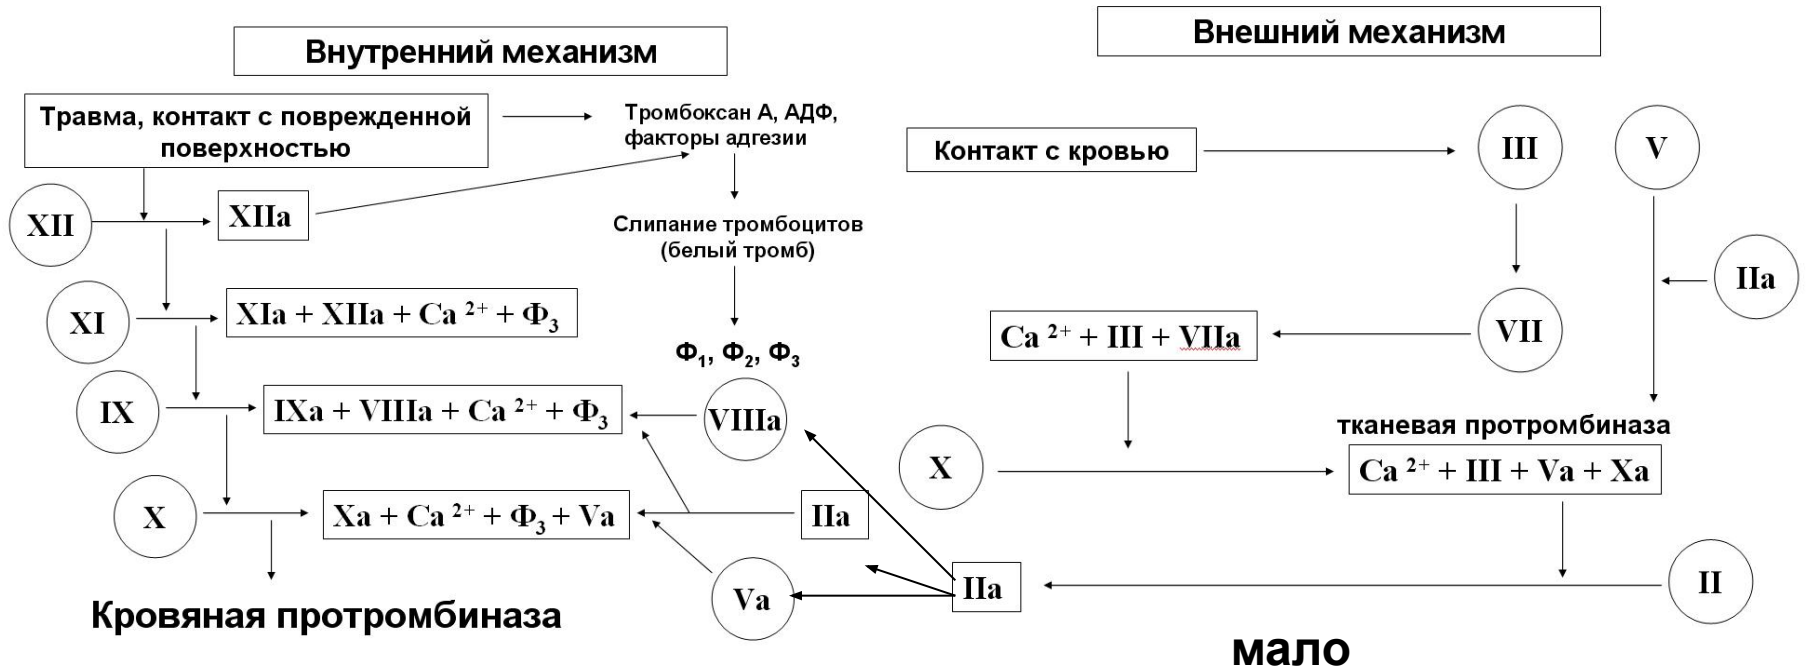 Внутренний механизм
Внешний механизм
Травма, контакт с поврежденной
поверхностью
Тромбоксан А, АДФ,
факторы адгезии
Контакт с кровью
III
V
XII
XIIa
Слипание тромбоцитов
(белый тромб)
IIa
XI
XIa + XIIa + Ca 2+ + Ф3
Ca 2+ + III + VIIa
VII
Ф1, Ф2, Ф3
IX
IXa + VIIIa + Ca 2+ + Ф3
VIIIa
тканевая протромбиназа
X
Ca 2+ + III + Va + Xa
X
Xa + Ca 2+ + Ф3 + Va
IIa
Va
IIa
II
Кровяная протромбиназа
мало